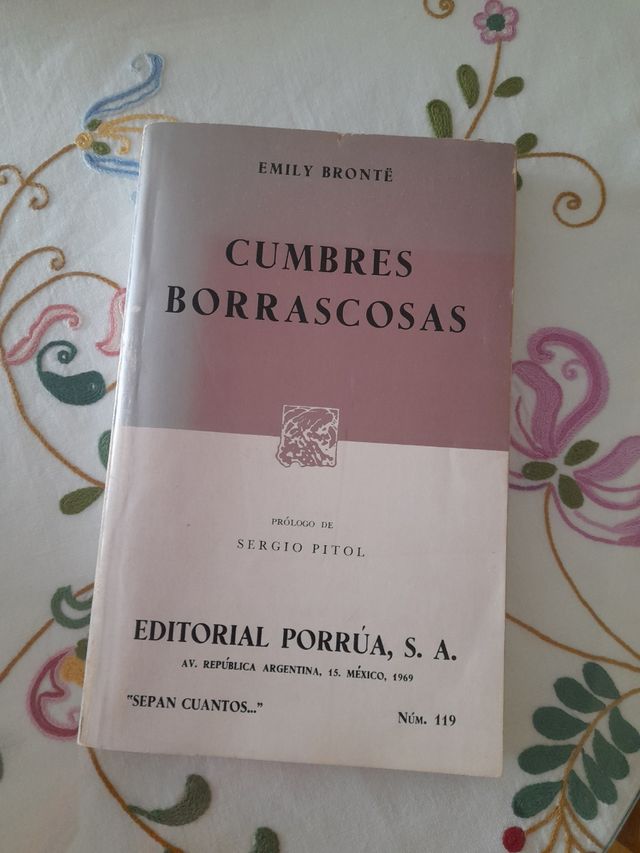 EMILY BRONTË
CUMBRES
BORRASCOSAS
PRÓLOGO DE
SERGIO PITOL
EDITORIAL PORRÚA, S. A.
AV. REPÚBLICA ARGENTINA, 15. MÉXICO, 1969
"SEPAN CUANTOS..." NÚM. 119